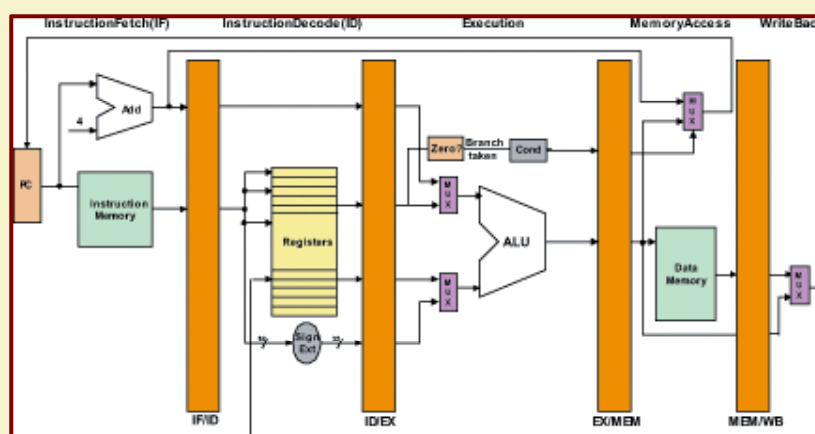 InstructionFetch(IF)
InstructionDecode(ID)
Execution
MemoryAccess
WriteBac
Add
4
MUX
Zero?
Branch
taken
Cond
PC
Instruction
Memory
MUX
Registers
ALU
Data
Memory
MUX
MUX
Sign
Ext
IF/ID
ID/EX
EX/MEM
MEM/WB